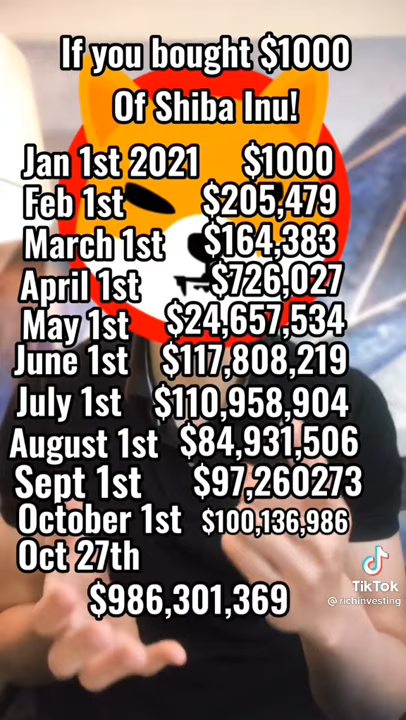 If you bought $1000
Of Shiba Inu!
Jan 1st 2021 $1000
Feb 1st $205,479
March 1st $164,383
April 1st $726,027
May 1st $24,657,534
June 1st $117,808,219
July 1st $110,958,904
August 1st $84,931,506
Sept 1st $97,260273
October 1st $100,136,986
Oct 27th
$986,301,369
TikTok
@richinvesting